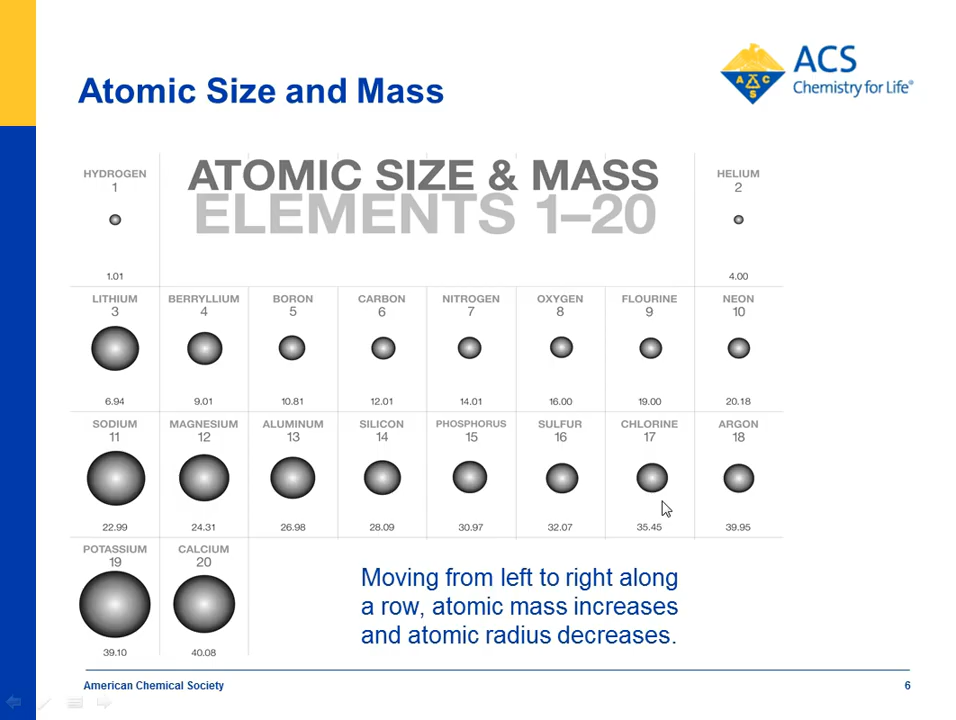 ACS
Chemistry for Life®
A C C
S
Atomic Size and Mass
ATOMIC SIZE & MASS
ELEMENTS 1–20
HYDROGEN
1
1.01
HELIUM
2
4.00
LITHIUM
3
6.94
BERRYLLIUM
4
9.01
BORON
5
10.81
CARBON
6
12.01
NITROGEN
7
14.01
OXYGEN
8
16.00
FLOURINE
9
19.00
NEON
10
20.18
SODIUM
11
22.99
MAGNESIUM
12
24.31
ALUMINUM
13
26.98
SILICON
14
28.09
PHOSPHORUS
15
30.97
SULFUR
16
32.07
CHLORINE
17
35.45
ARGON
18
39.95
POTASSIUM
19
39.10
CALCIUM
20
40.08
Moving from left to right along
a row, atomic mass increases
and atomic radius decreases.
American Chemical Society
6